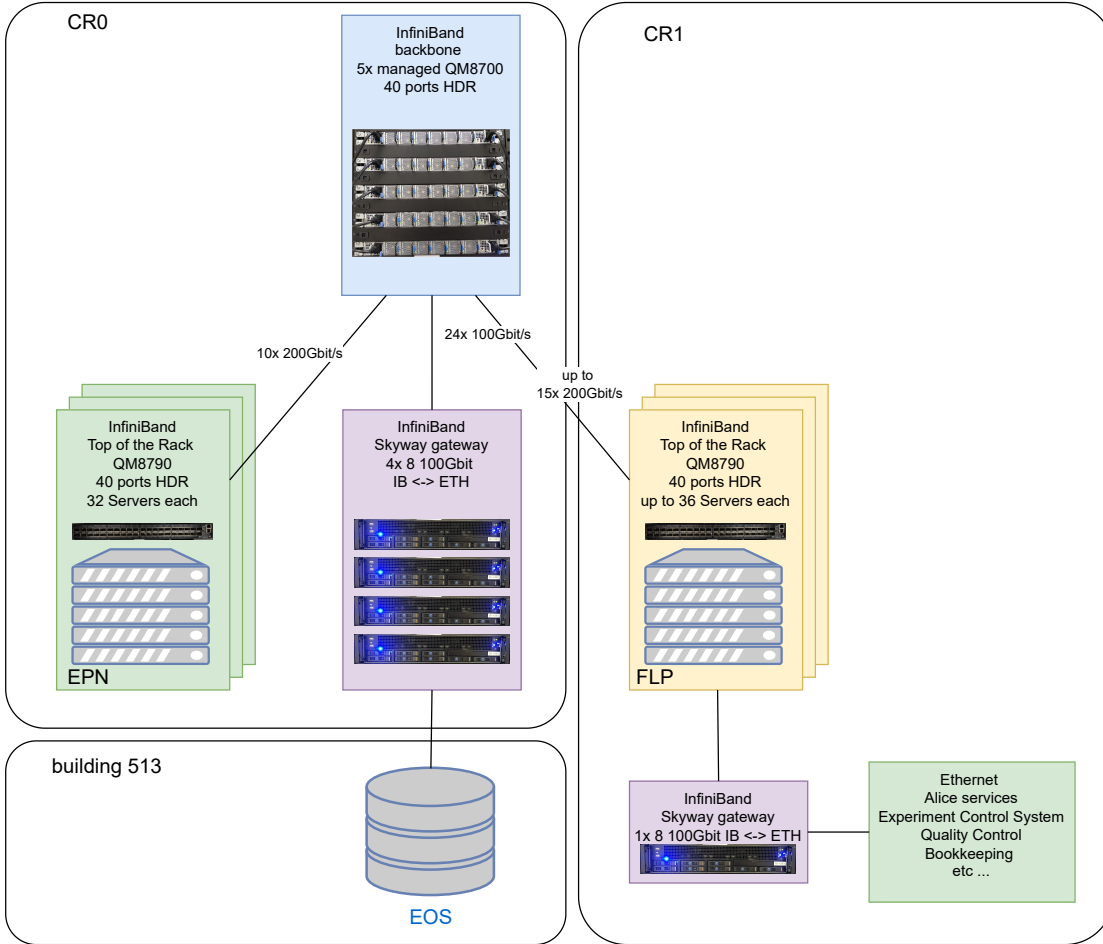 CR0
InfiniBand
backbone
5x managed QM8700
40 ports HDR
CR1
10x 200Gbit/s
24x 100Gbit/s
up to
15x 200Gbit/s
InfiniBand
Top of the Rack
QM8790
40 ports HDR
32 Servers each
EPN
InfiniBand
Skyway gateway
4x 8 100Gbit
IB <-> ETH
InfiniBand
Top of the Rack
QM8790
40 ports HDR
up to 36 Servers each
FLP
building 513
EOS
InfiniBand
Skyway gateway
1x 8 100Gbit IB <-> ETH
Ethernet
Alice services
Experiment Control System
Quality Control
Bookkeeping
etc ...